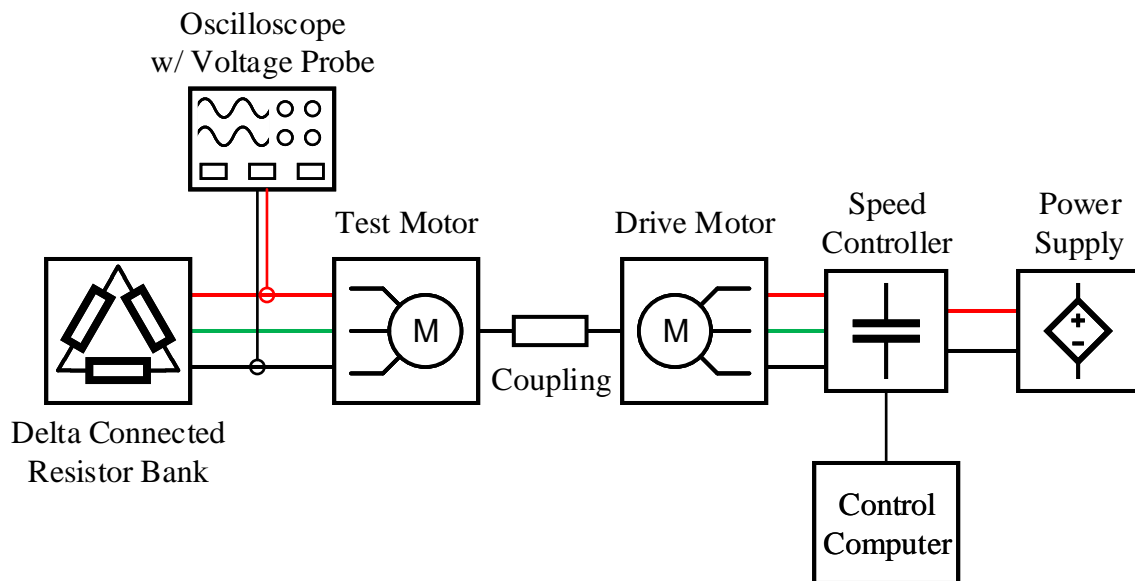 Oscilloscope
w/ Voltage Probe
Test Motor
Drive Motor
Speed
Controller
Power
Supply
M
M
+
-
Coupling
Delta Connected
Resistor Bank
Control
Computer